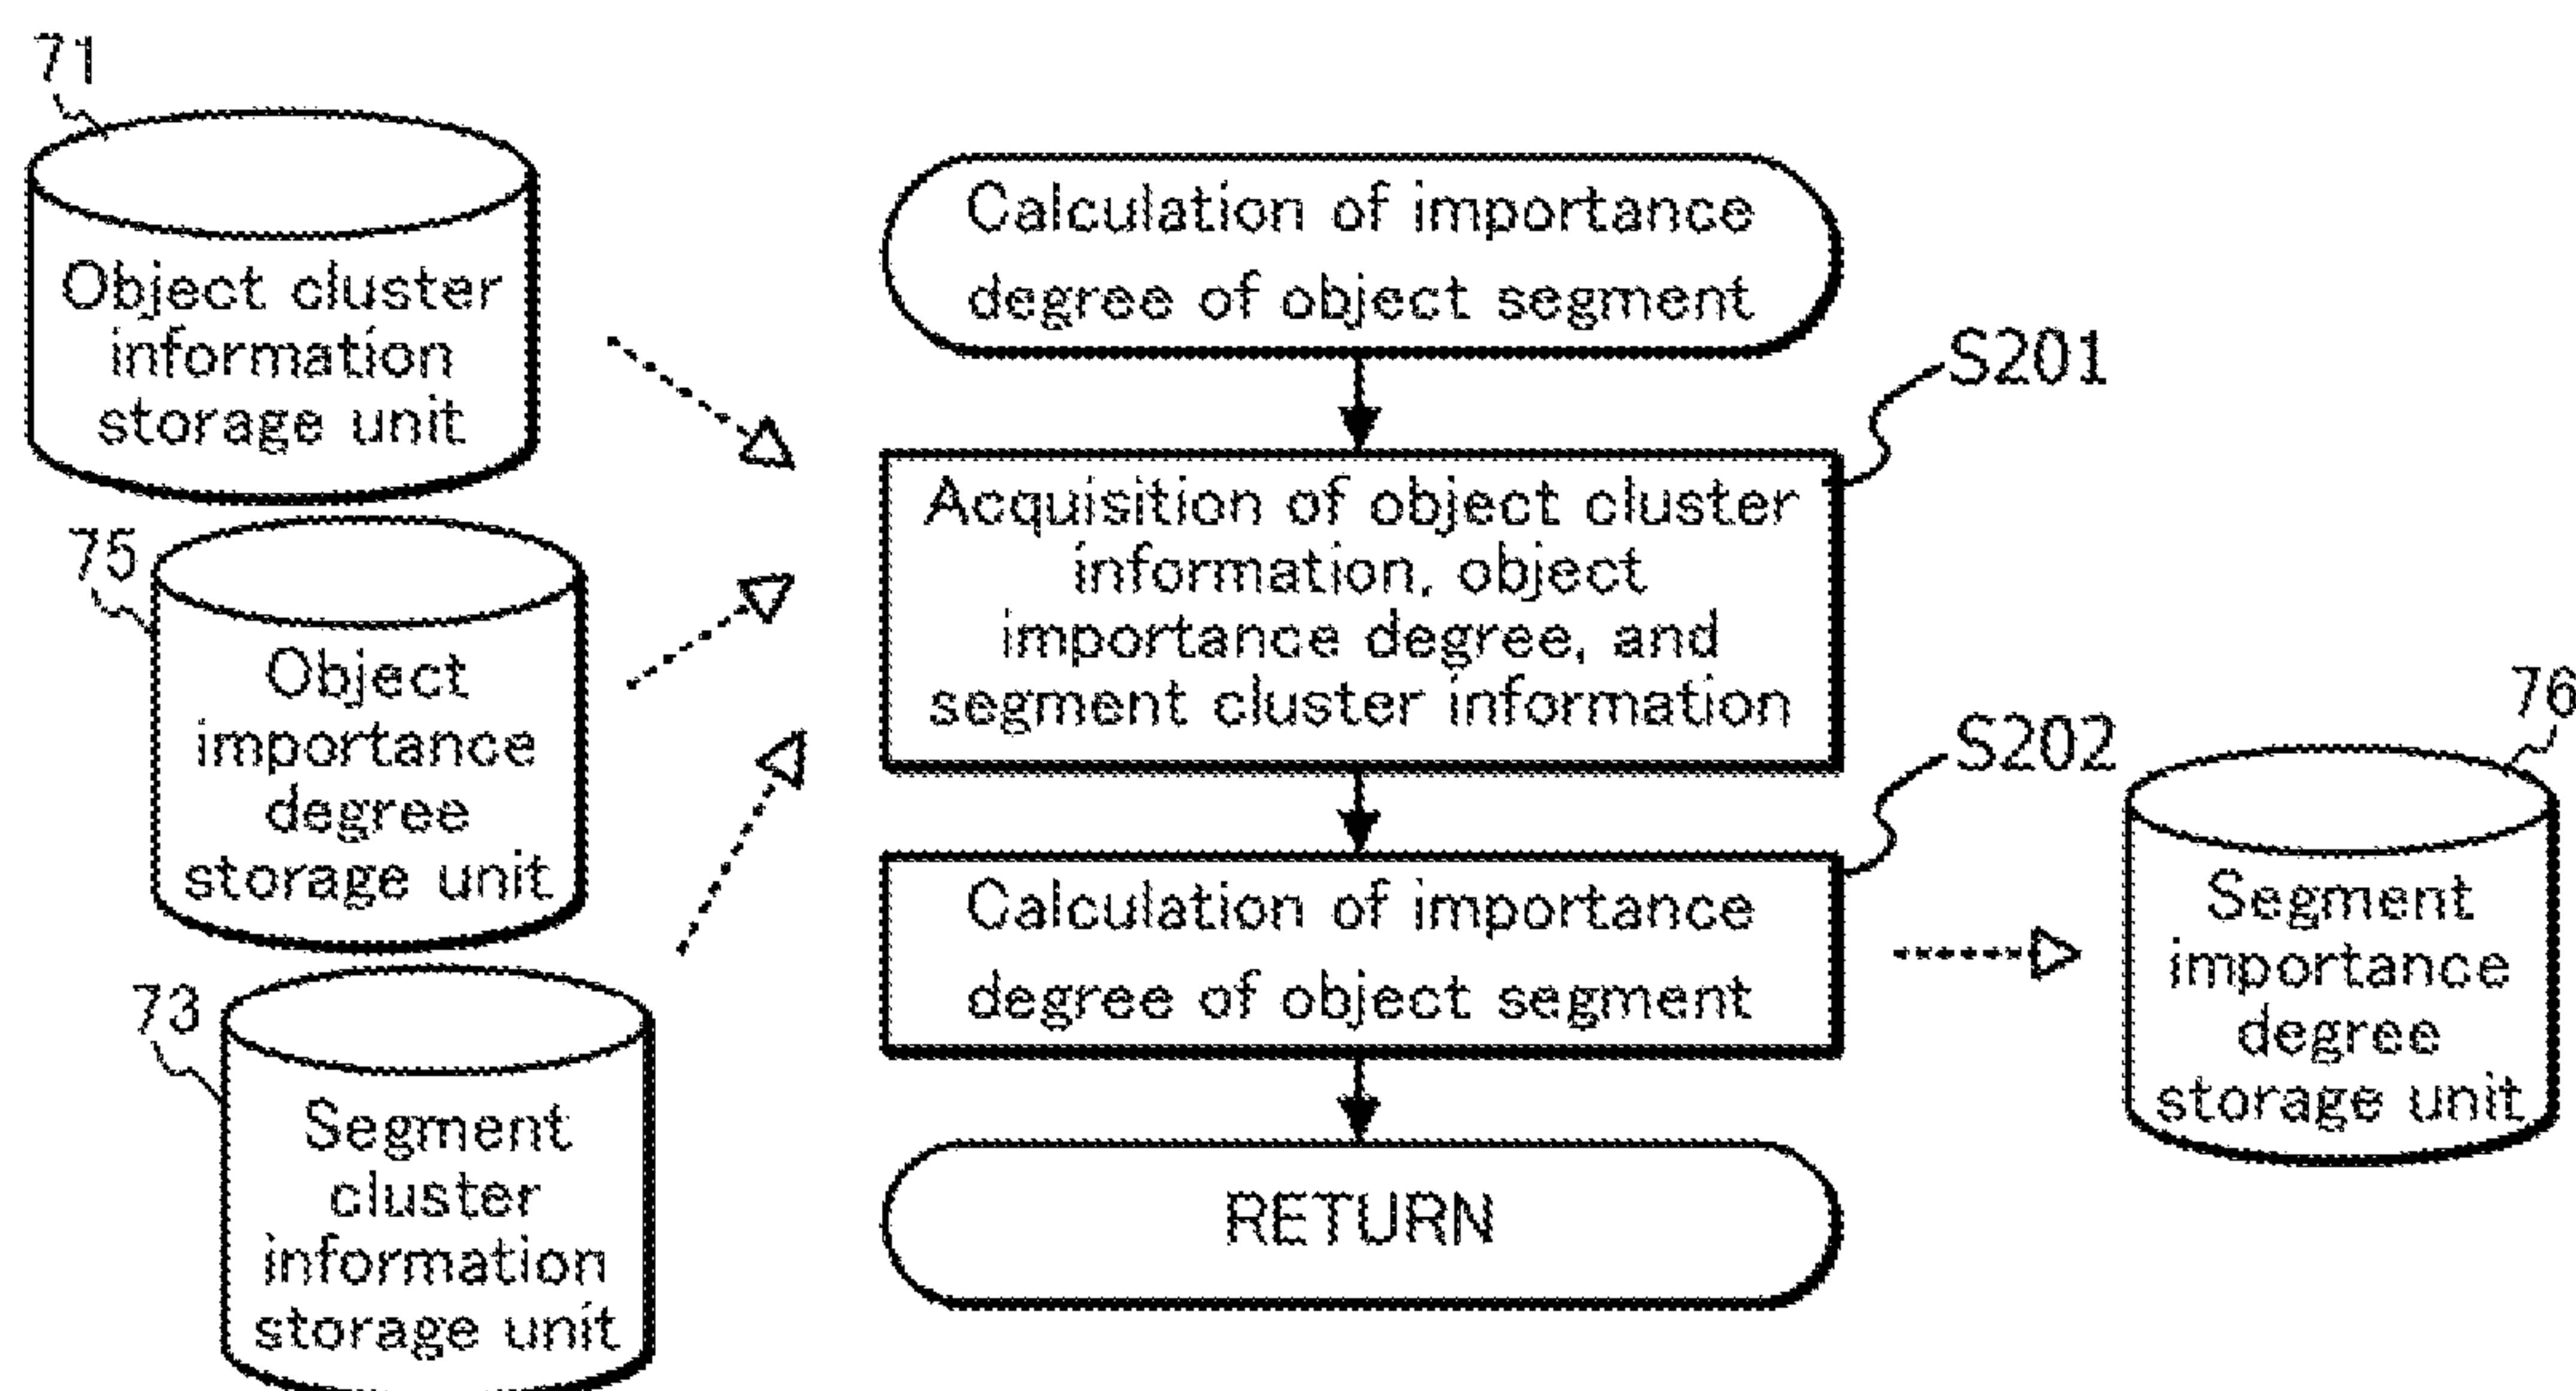 71
Object cluster
information
storage unit
75
Object
importance
degree
storage unit
73
Segment
cluster
information
storage unit
Calculation of importance
degree of object segment
S201
Acquisition of object cluster
information, object
importance degree, and
segment cluster information
S202
Calculation of importance
degree of object segment
RETURN
76
Segment
importance
degree
storage unit